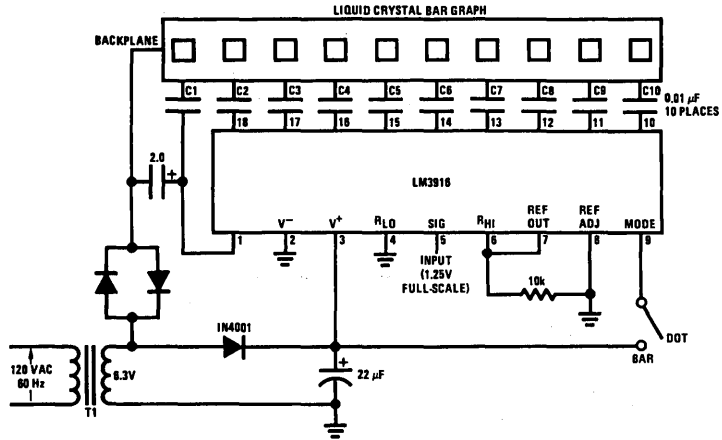 LIQUID CRYSTAL BAR GRAPH
BACKPLANE
C1 C2 C3 C4 C5 C6 C7 C8 C9 C10
0.01 µF
10 PLACES
18 17 16 15 14 13 12 11 10
2.0
+
LM3916
V− V+ RLO SIG RHI REF OUT REF ADJ MODE
1 2 3 4 5 6 7 8 9
INPUT
(1.25V
FULL-SCALE)
10k
IN4001
DOT
BAR
120 VAC
60 Hz
6.3V
+
22 µF
T1